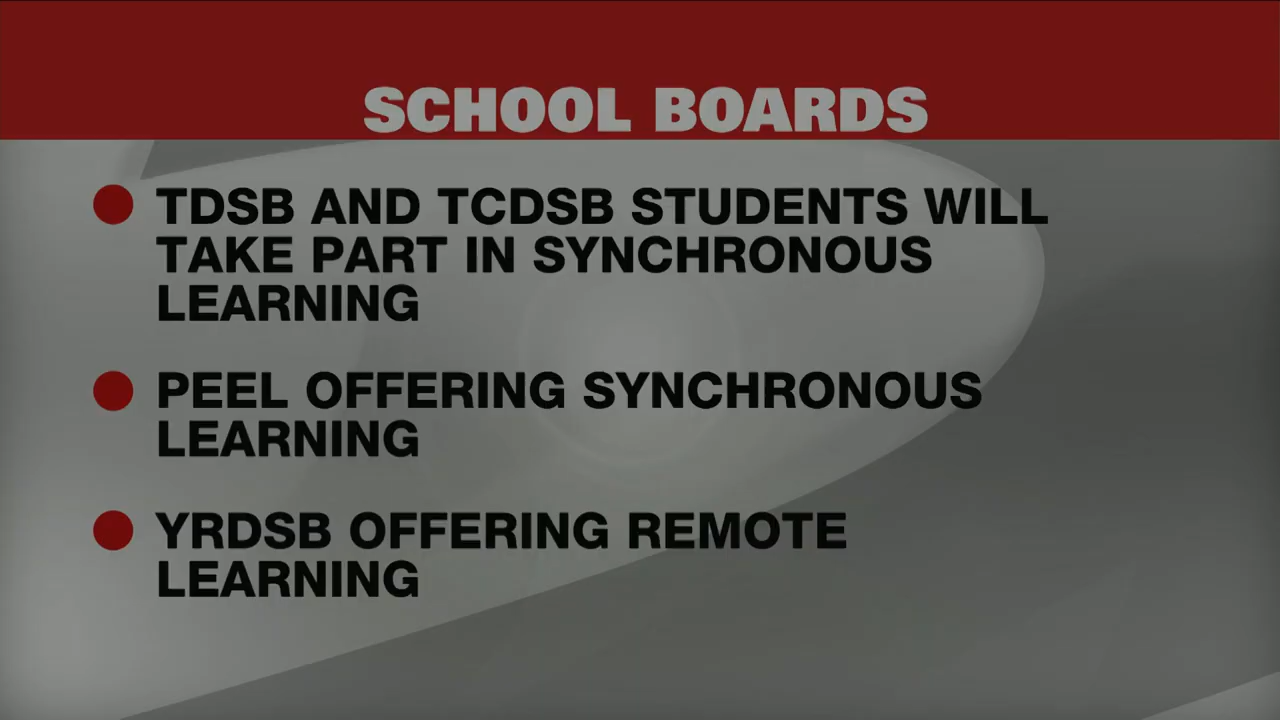 SCHOOL BOARDS
TDSB AND TCDSB STUDENTS WILL
TAKE PART IN SYNCHRONOUS
LEARNING
PEEL OFFERING SYNCHRONOUS
LEARNING
YRDSB OFFERING REMOTE
LEARNING